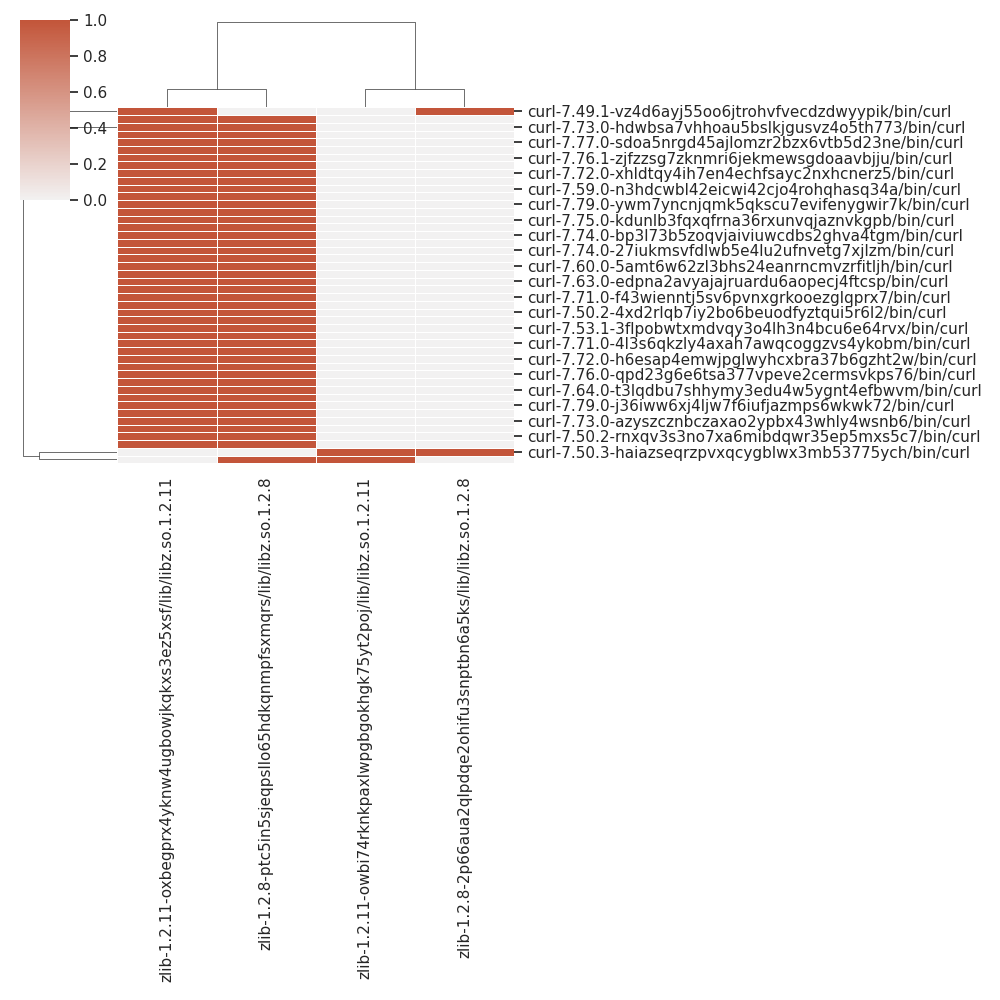 1.0
0.8
0.6
0.4
0.2
0.0
curl-7.49.1-vz4d6ayj55oo6jtrohvfvecdzdwyypik/bin/curl
curl-7.73.0-hdwbsa7vhhoau5bslkjgusvz4o5th773/bin/curl
curl-7.77.0-sdoa5nrgd45ajlomzr2bzx6vtb5d23ne/bin/curl
curl-7.76.1-zjfzzsg7zknmri6jekmewsgdoaavbjju/bin/curl
curl-7.72.0-xhldtqy4ih7en4echfsayc2nxhcnerz5/bin/curl
curl-7.59.0-n3hdcwbl42eicwi42cjo4rohqhasq34a/bin/curl
curl-7.79.0-ywm7yncnjqmk5qkscu7evifenygwir7k/bin/curl
curl-7.75.0-kdunlb3fqxqfrna36rxunvqjaznvkgpb/bin/curl
curl-7.74.0-bp3l73b5zoqvjaiviuwcdbs2ghva4tgm/bin/curl
curl-7.74.0-27iukmsvfdlwb5e4lu2ufnvetg7xjlzm/bin/curl
curl-7.60.0-5amt6w62zl3bhs24eanrncmvzrfitljh/bin/curl
curl-7.63.0-edpna2avyajajruardu6aopecj4ftcsp/bin/curl
curl-7.71.0-f43wienntj5sv6pvnxgrkooezglqprx7/bin/curl
curl-7.50.2-4xd2rlqb7iy2bo6beuodfyztqui5r6l2/bin/curl
curl-7.53.1-3flpobwtxmdvqy3o4lh3n4bcu6e64rvx/bin/curl
curl-7.71.0-4l3s6qkzly4axah7awqcoggzvs4ykobm/bin/curl
curl-7.72.0-h6esap4emwjpglwyhcxbra37b6gzht2w/bin/curl
curl-7.76.0-qpd23g6e6tsa377vpeve2cermsvkps76/bin/curl
curl-7.64.0-t3lqdbu7shhymy3edu4w5ygnt4efbwvm/bin/curl
curl-7.79.0-j36iww6xj4ljw7f6iufjazmps6wkwk72/bin/curl
curl-7.73.0-azyszcznbczaxao2ypbx43whly4wsnb6/bin/curl
curl-7.50.2-rnxqv3s3no7xa6mibdqwr35ep5mxs5c7/bin/curl
curl-7.50.3-haiazseqrzpvxqcygblwx3mb53775ych/bin/curl
zlib-1.2.11-oxbegprx4yknw4ugbowjkqkxs3ez5xsf/lib/libz.so.1.2.11
zlib-1.2.8-ptc5in5sjeqpsllo65hdkqnmpfsxmqrs/lib/libz.so.1.2.8
zlib-1.2.11-owbi74rknkpaxlwpgbgokhgk75yt2poj/lib/libz.so.1.2.11
zlib-1.2.8-2p66aua2qlpdqe2ohifu3snptbn6a5ks/lib/libz.so.1.2.8